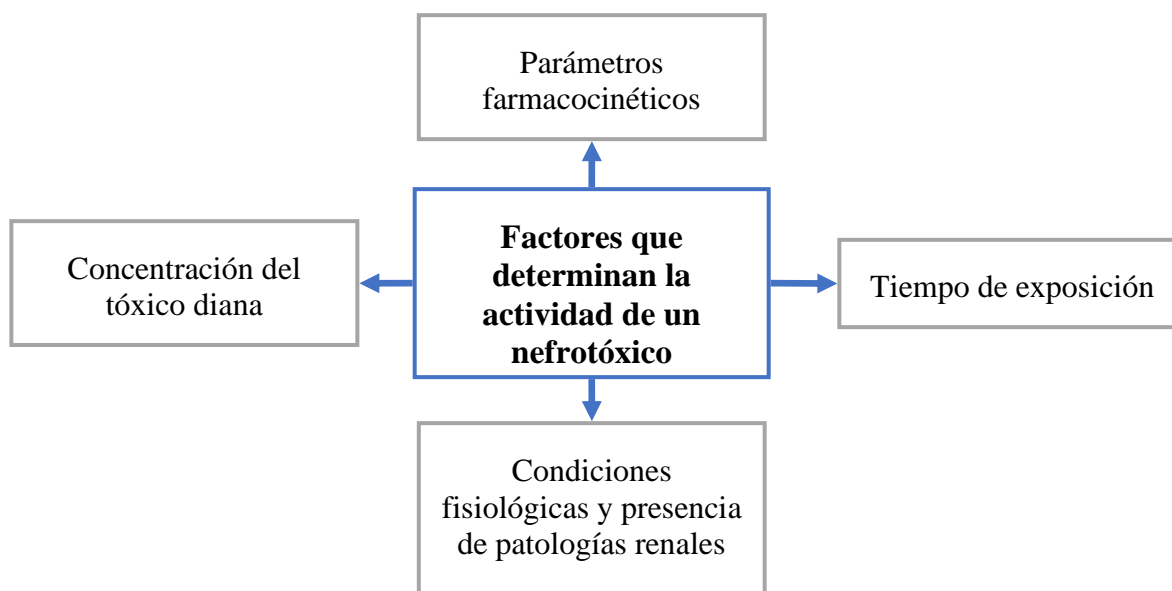 Parámetros
farmacocinéticos
Concentración del
tóxico diana
Factores que
determinan la
actividad de un
nefrotóxico
Tiempo de exposición
Condiciones
fisiológicas y presencia
de patologías renales